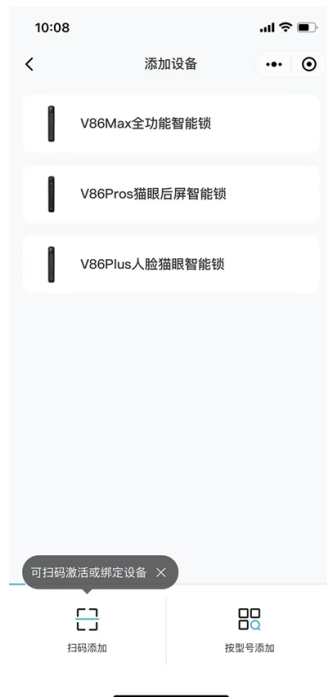 10:08
添加设备
V86Max全功能智能锁
V86Pros猫眼后屏智能锁
V86Plus人脸猫眼智能锁
可扫码激活或绑定设备
扫码添加
按型号添加